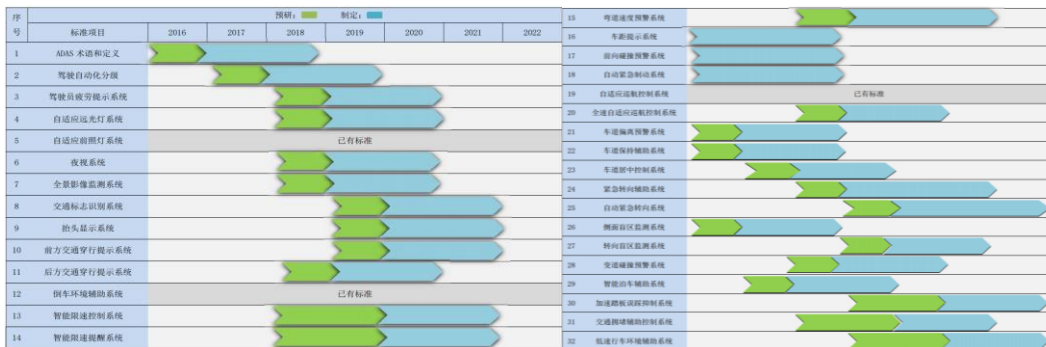 序号 标准项目 预研： 制定：
2016 2017 2018 2019 2020 2021 2022
1 ADAS 术语和定义
2 驾驶自动化分级
3 驾驶员疲劳提示系统
4 自适应远光灯系统
5 自适应前照灯系统 已有标准
6 夜视系统
7 全景影像监测系统
8 交通标志识别系统
9 抬头显示系统
10 前方交通穿行提示系统
11 后方交通穿行提示系统
12 倒车环境辅助系统 已有标准
13 智能限速控制系统
14 智能限速提醒系统
15 弯道速度预警系统
16 车距提示系统
17 前向碰撞预警系统
18 自动紧急制动系统
19 自适应巡航控制系统 已有标准
20 全速自适应巡航控制系统
21 车道偏离预警系统
22 车道保持辅助系统
23 车道居中控制系统
24 紧急转向辅助系统
25 自动紧急转向系统
26 侧面盲区监测系统
27 转向盲区监测系统
28 变道碰撞预警系统
29 智能泊车辅助系统
30 加速踏板误踩抑制系统
31 交通拥堵辅助控制系统
32 低速行车环境辅助系统